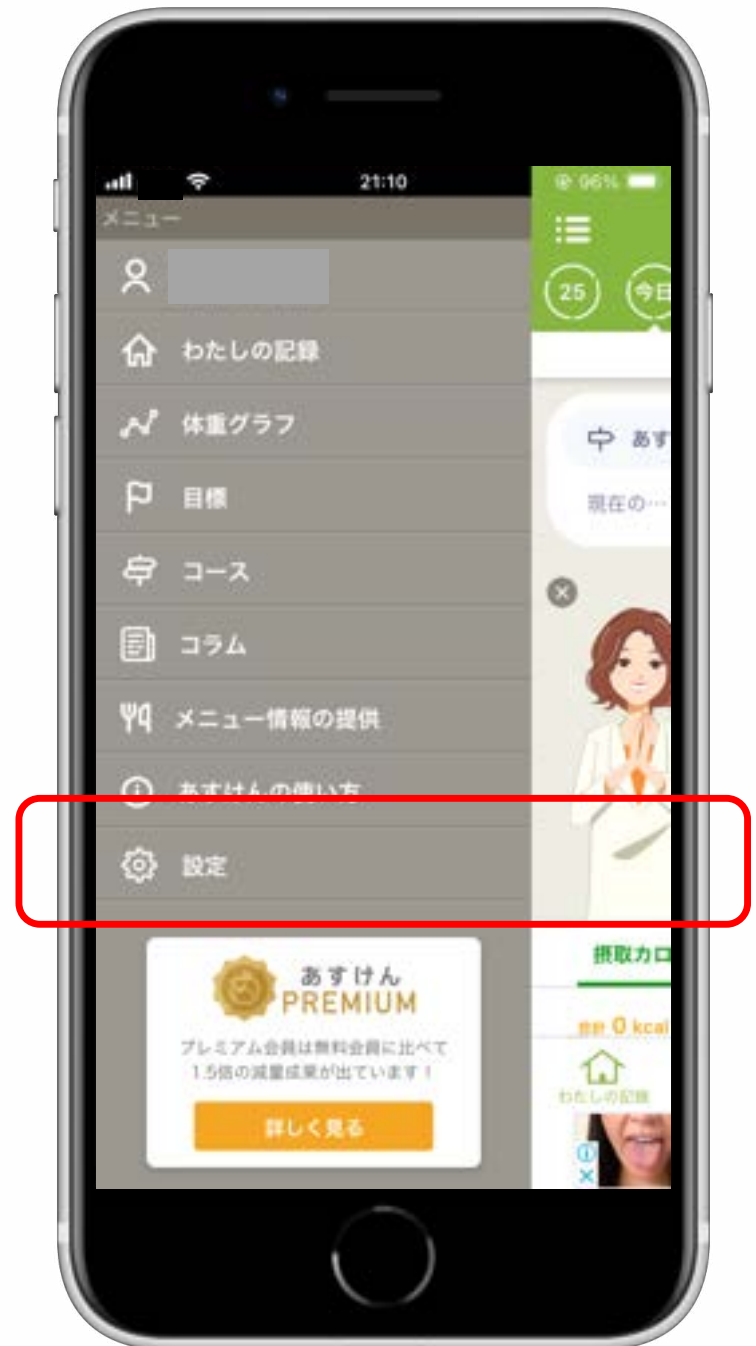 21:10
96%
メニュー
25
今日
わたしの記録
体重グラフ
あす
現在の…
目標
コース
コラム
メニュー情報の提供
あすけんの使い方
設定
摂取カロ
合計 0 kcal
わたしの記録
あすけん
PREMIUM
プレミアム会員は無料会員に比べて
1.5倍の減量成果が出ています！
詳しく見る